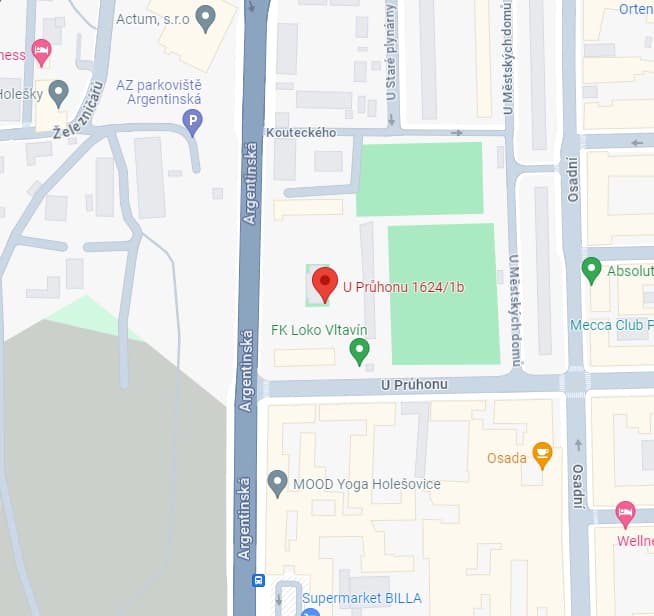 Orten
Actum, s.r.o
U Staré plynárny
U Městských domů
ness
Holešky
Železničářů
AZ parkoviště
Argentinská
P
Kouteckého
Argentinská
Osadní
U Městských domů
U Průhonu 1624/1b
Absolut
Mecca Club P
FK Loko Vltavín
Argentinská
U Průhonu
Osada
MOOD Yoga Holešovice
Osadní
Argentinská
Wellne
Supermarket BILLA